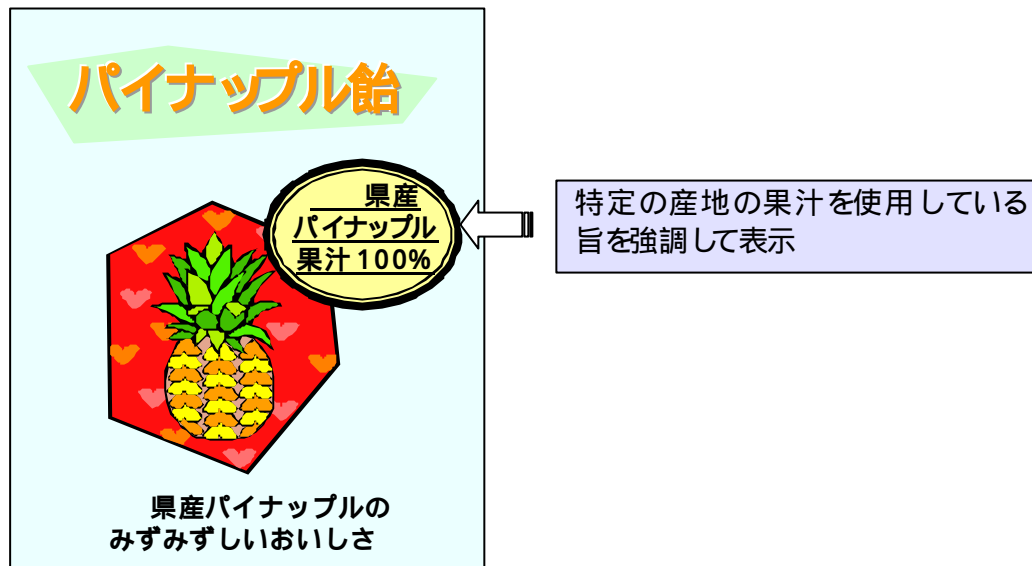 パイナップル飴
県産
パイナップル
果汁100%
特定の産地の果汁を使用している
旨を強調して表示
県産パイナップルの
みずみずしいおいしさ